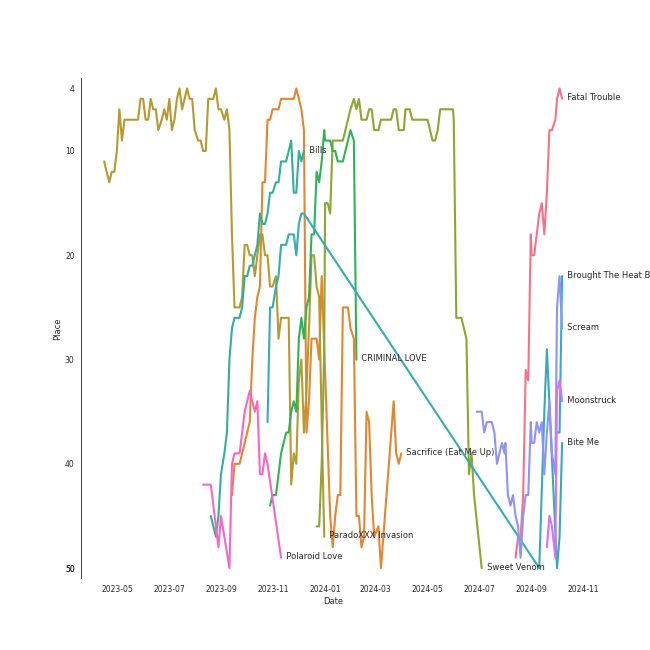 4
Fatal Trouble
10
Bills
20
Brought The Heat B
Scream
30
CRIMINAL LOVE
Moonstruck
Bite Me
40
Sacrifice (Eat Me Up)
ParadoXXX Invasion
Polaroid Love
50
Sweet Venom
Place
2023-05
2023-07
2023-09
2023-11
2024-01
2024-03
2024-05
2024-07
2024-09
2024-11
Date